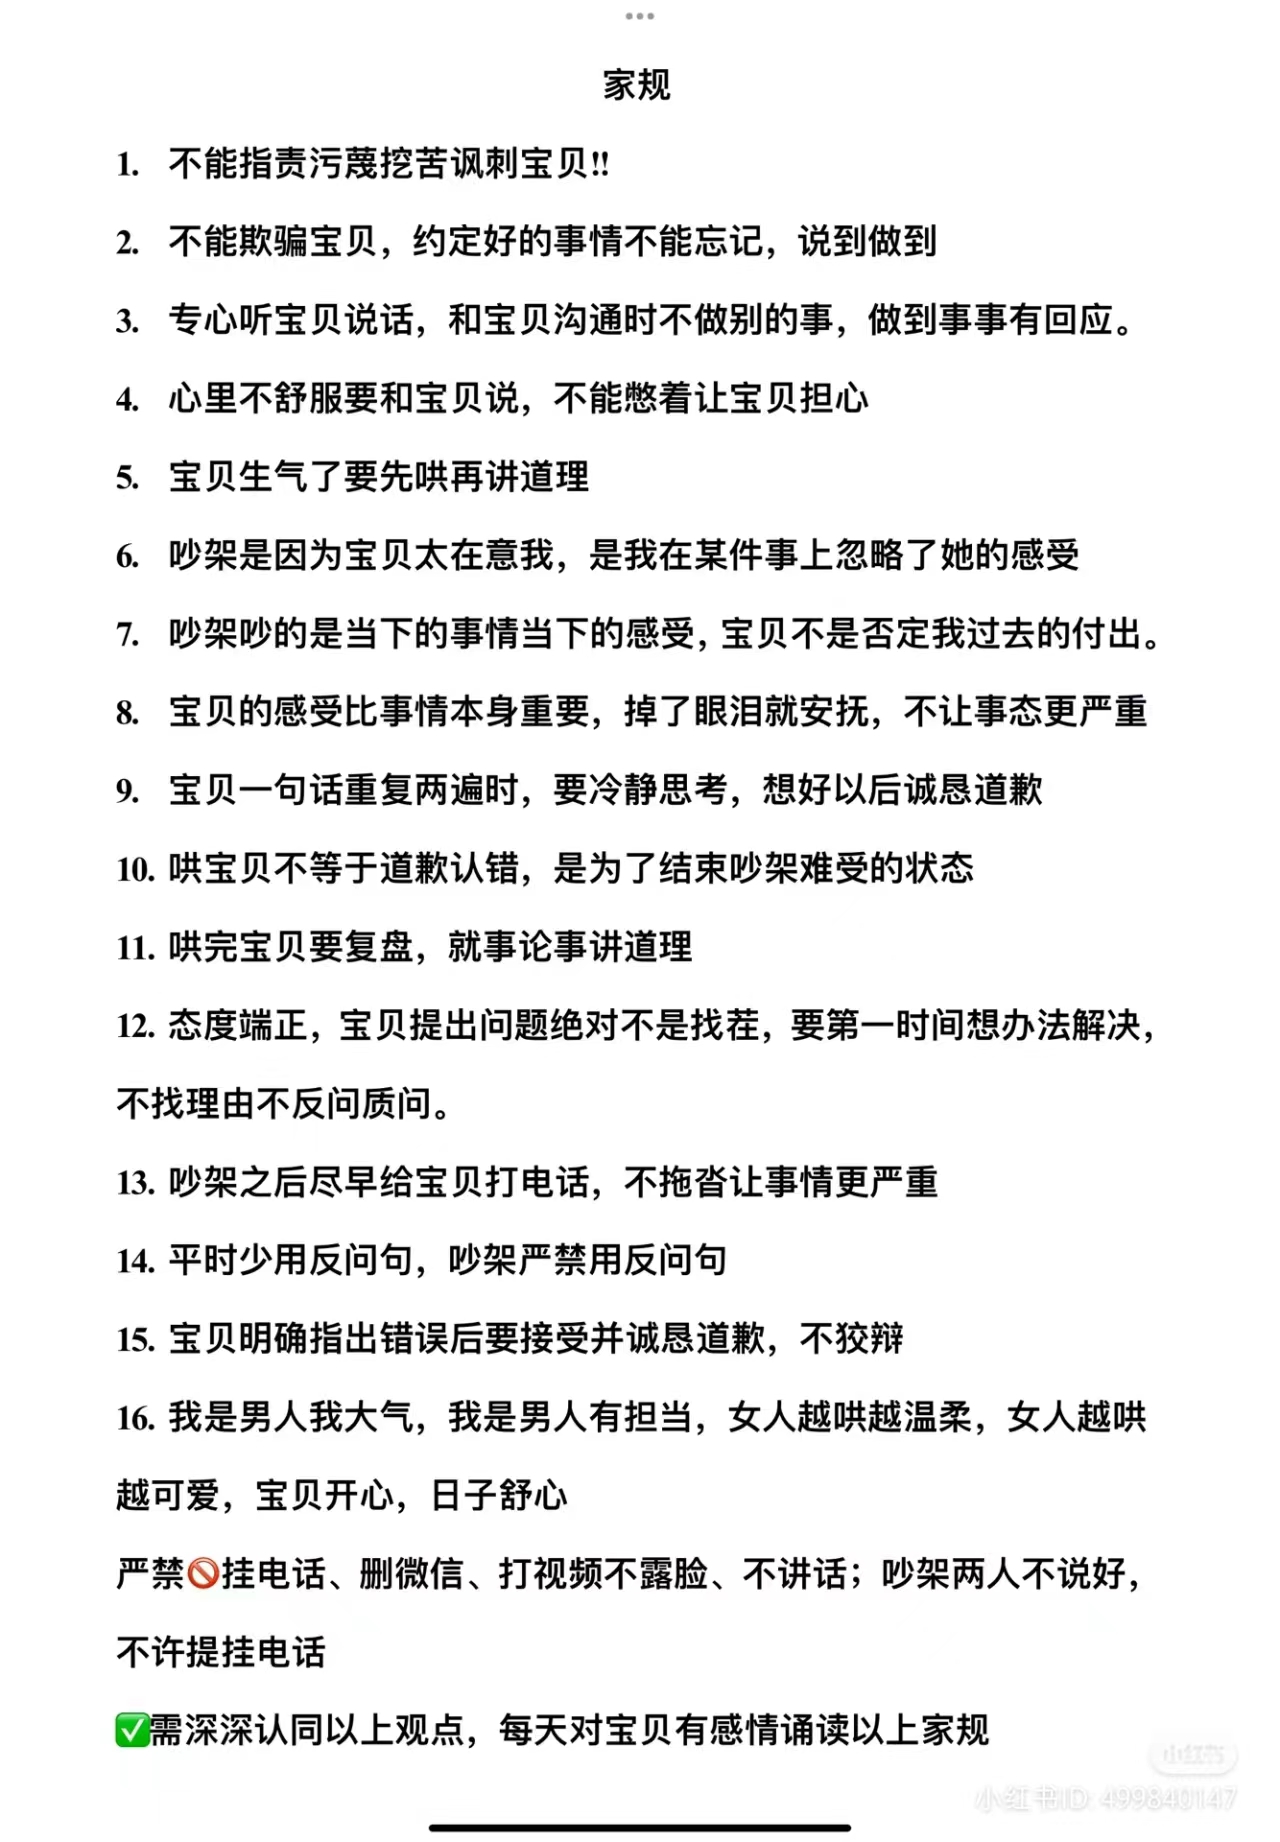 家规
1. 不能指责污蔑挖苦讽刺宝贝!!
2. 不能欺骗宝贝，约定好的事情不能忘记，说到做到
3. 专心听宝贝说话，和宝贝沟通时不做别的事，做到事事有回应。
4. 心里不舒服要和宝贝说，不能憋着让宝贝担心
5. 宝贝生气了要先哄再讲道理
6. 吵架是因为宝贝太在意我，是我在某件事上忽略了她的感受
7. 吵架吵的是当下的事情当下的感受, 宝贝不是否定我过去的付出。
8. 宝贝的感受比事情本身重要，掉了眼泪就安抚，不让事态更严重
9. 宝贝一句话重复两遍时，要冷静思考，想好以后诚恳道歉
10. 哄宝贝不等于道歉认错，是为了结束吵架难受的状态
11. 哄完宝贝要复盘，就事论事讲道理
12. 态度端正，宝贝提出问题绝对不是找茬，要第一时间想办法解决，
不找理由不反问质问。
13. 吵架之后尽早给宝贝打电话，不拖沓让事情更严重
14. 平时少用反问句，吵架严禁用反问句
15. 宝贝明确指出错误后要接受并诚恳道歉，不狡辩
16. 我是男人我大气，我是男人有担当，女人越哄越温柔，女人越哄
越可爱，宝贝开心，日子舒心
严禁🚫挂电话、删微信、打视频不露脸、不讲话；吵架两人不说好，
不许提挂电话
✅需深深认同以上观点，每天对宝贝有感情诵读以上家规
小红书
小红书ID: 499840147